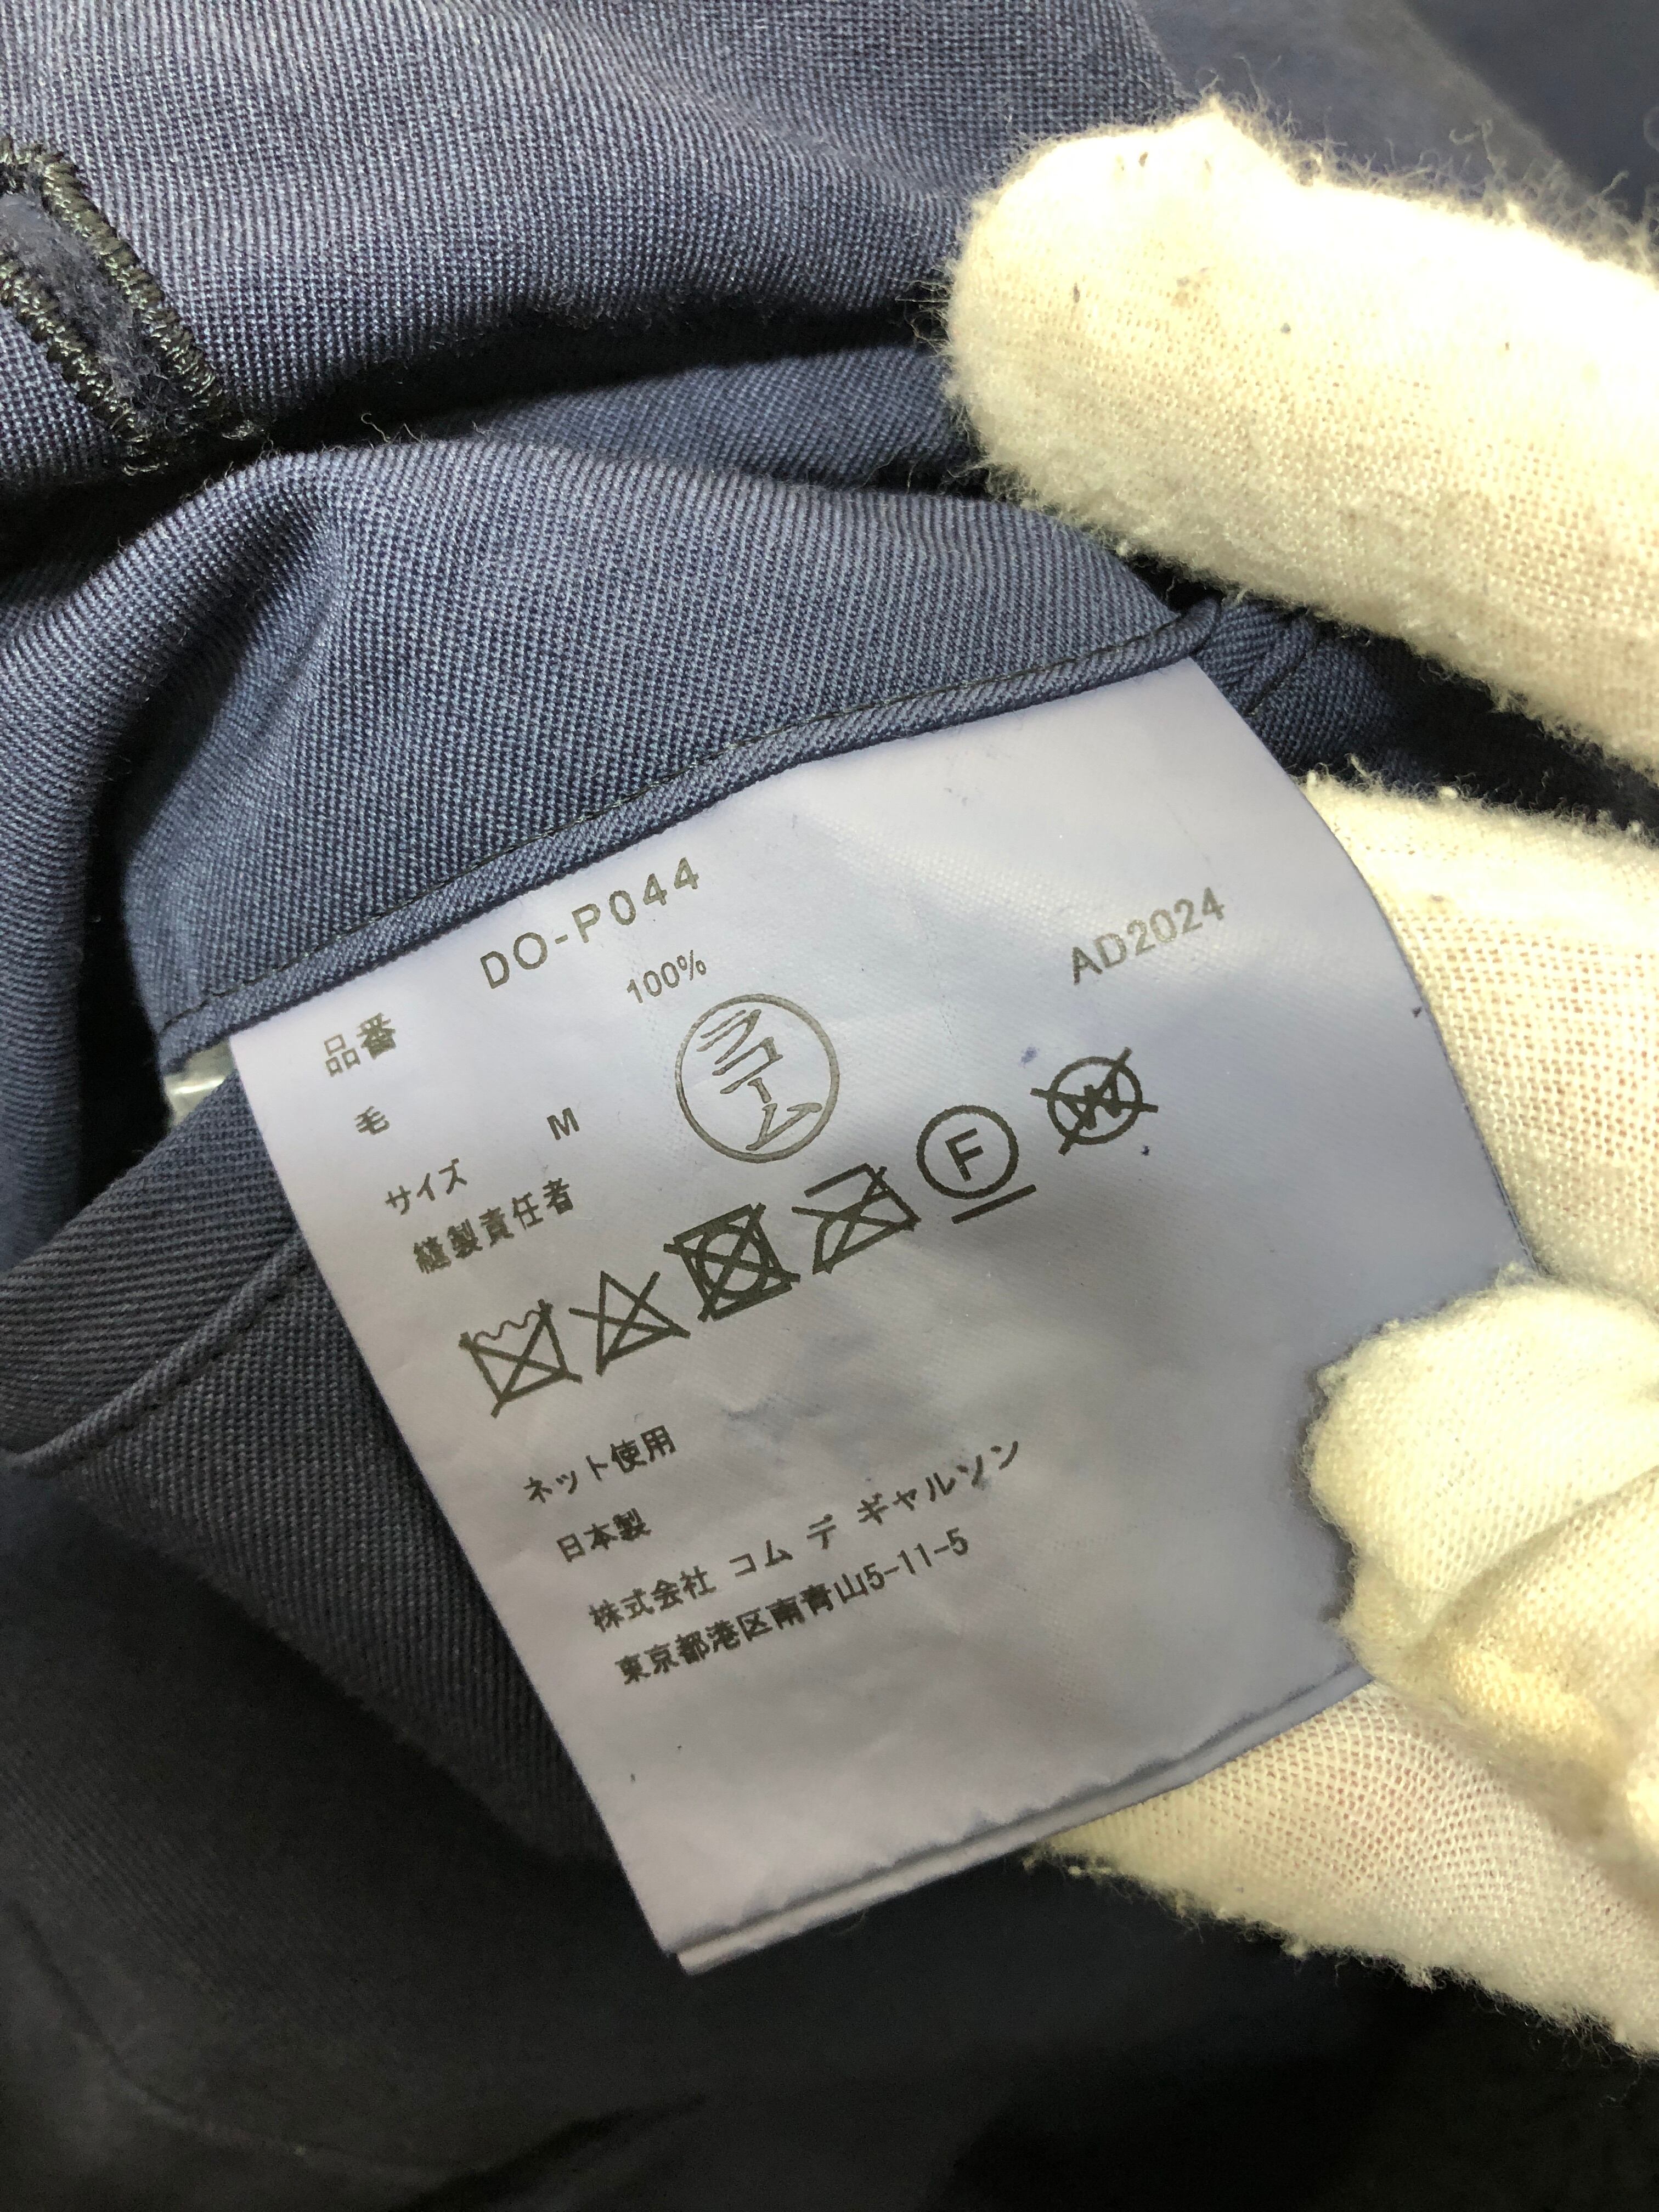 品番 DO-P044
毛 100% AD2024
サイズ M
縫製責任者 コム
F
W
ネット使用
日本製
株式会社 コム デ ギャルソン
東京都港区南青山5-11-5